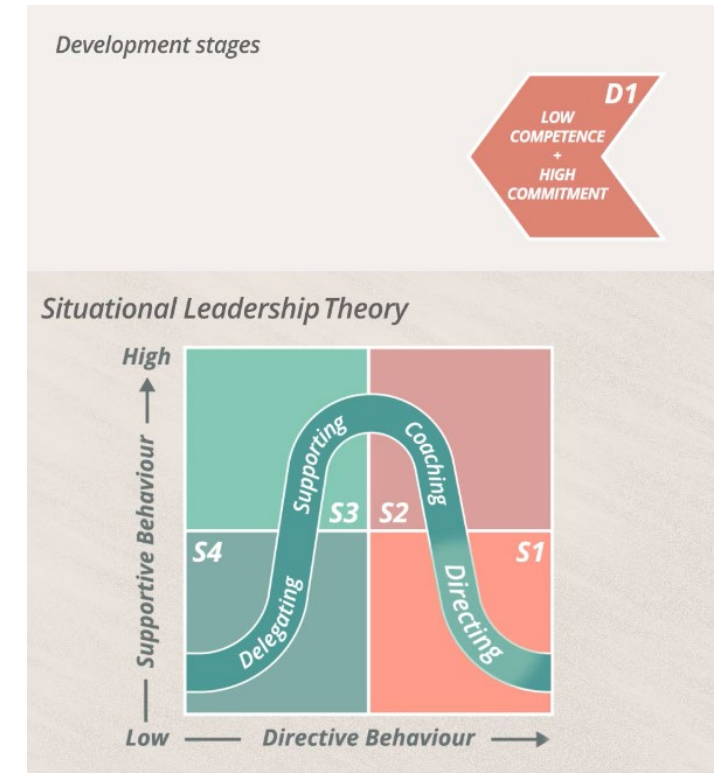 Development stages
D1
LOW
COMPETENCE
+
HIGH
COMMITMENT
Situational Leadership Theory
High
Supportive Behaviour
Supporting
Coaching
S3
S2
S4
S1
Delegating
Directing
Low
Directive Behaviour